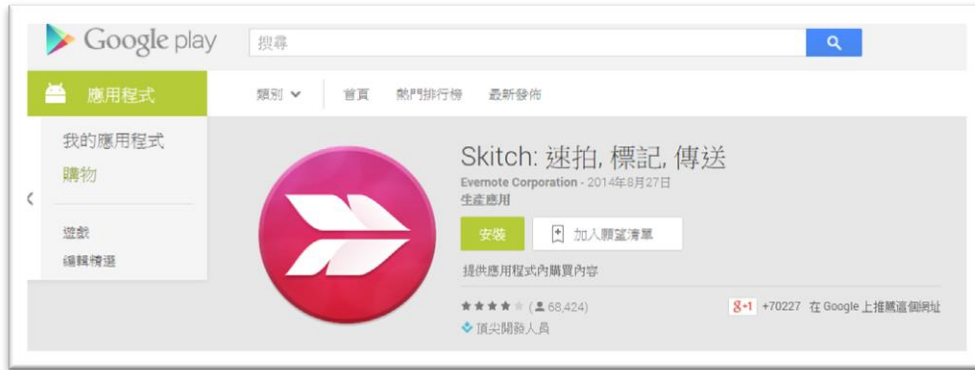 Google play
搜尋
應用程式
類別
首頁 熱門排行榜 最新發佈
我的應用程式
購物
遊戲
編輯精選
Skitch: 速拍, 標記, 傳送
Evernote Corporation - 2014年8月27日
生產應用
安裝
加入願望清單
提供應用程式內購買內容
(68,424)
g+1 +70227 在 Google 上推薦這個網址
頂尖開發人員